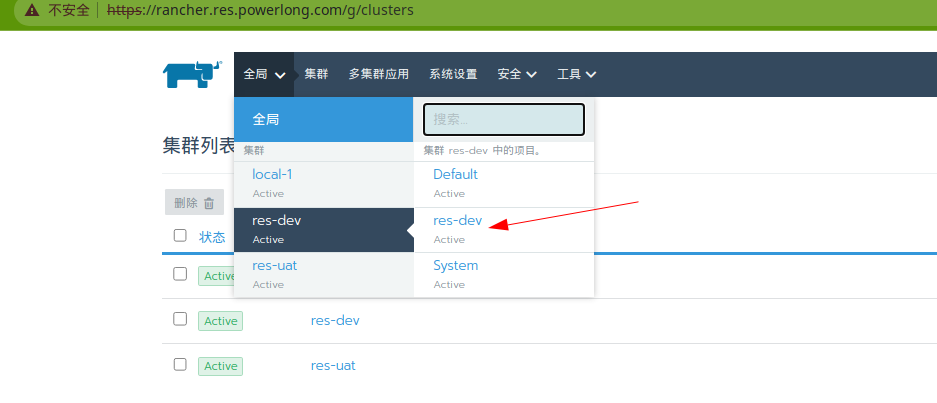 不安全 https://rancher.res.powerlong.com/g/clusters
全局 集群 多集群应用 系统设置 安全 工具
全局 搜索...
集群列表
集群 集群 res-dev 中的项目。
local-1 Default
Active Active
删除
res-dev res-dev
Active Active
状态
res-uat System
Active Active
Active
Active res-dev
Active res-uat